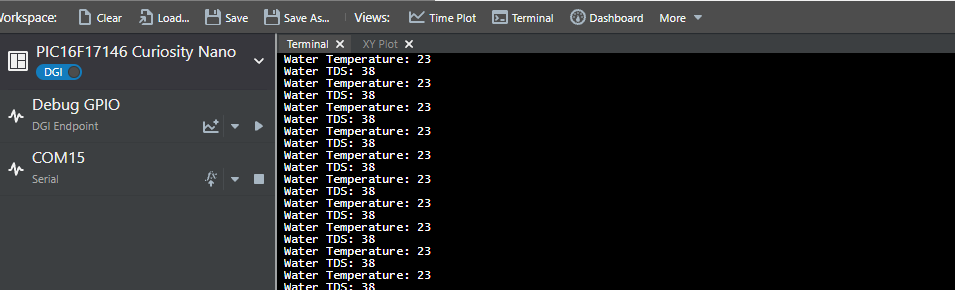 Workspace: Clear Load... Save Save As... Views: Time Plot Terminal Dashboard More
PIC16F17146 Curiosity Nano
DGI
Debug GPIO
DGI Endpoint
COM15
Serial
Terminal XY Plot
Water Temperature: 23
Water TDS: 38
Water Temperature: 23
Water TDS: 38
Water Temperature: 23
Water TDS: 38
Water Temperature: 23
Water TDS: 38
Water Temperature: 23
Water TDS: 38
Water Temperature: 23
Water TDS: 38
Water Temperature: 23
Water TDS: 38
Water Temperature: 23
Water TDS: 38
Water Temperature: 23
Water TDS: 38
Water Temperature: 23
Water TDS: 38